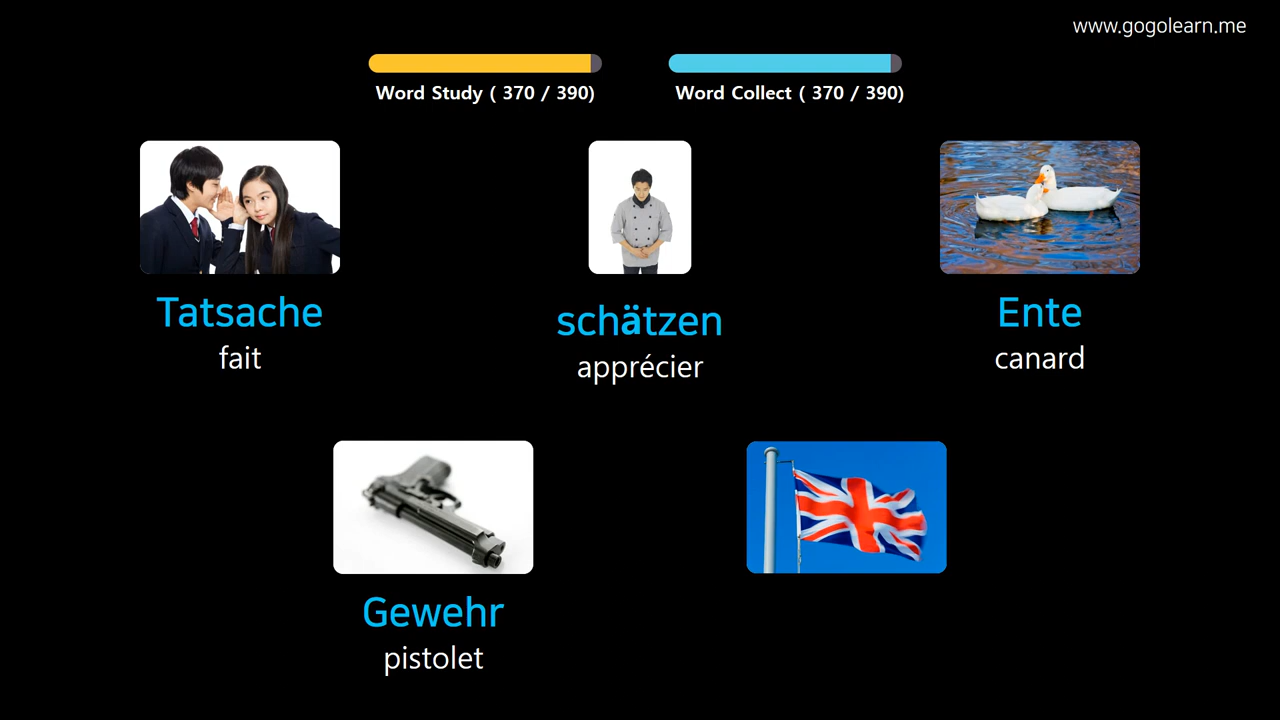 www.gogolearn.me
Word Study ( 370 / 390)
Word Collect ( 370 / 390)
Tatsache
fait
schätzen
apprécier
Ente
canard
Gewehr
pistolet